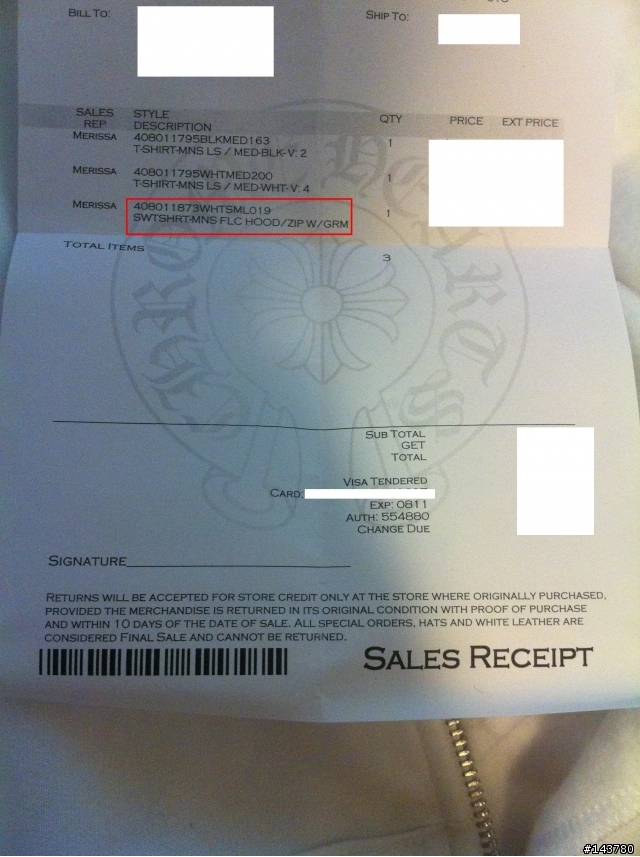 BILL TO:
SHIP TO:
SALES REP
STYLE DESCRIPTION
QTY
PRICE
EXT PRICE
MERISSA 408011795BLKMED163 1
T-SHIRT-MNS LS / MED-BLK-V: 2
MERISSA 408011795WHTMED200 1
T-SHIRT-MNS LS / MED-WHT-V: 4
MERISSA 408011873WHTSML019 1
SWTSHRT-MNS FLC HOOD/ZIP W/GRM
TOTAL ITEMS 3
CHROME HEARTS
SUB TOTAL
GET
TOTAL
VISA TENDERED
CARD:
EXP: 0811
AUTH: 554880
CHANGE DUE
SIGNATURE
RETURNS WILL BE ACCEPTED FOR STORE CREDIT ONLY AT THE STORE WHERE ORIGINALLY PURCHASED,
PROVIDED THE MERCHANDISE IS RETURNED IN ITS ORIGINAL CONDITION WITH PROOF OF PURCHASE
AND WITHIN 10 DAYS OF THE DATE OF SALE. ALL SPECIAL ORDERS, HATS AND WHITE LEATHER ARE
CONSIDERED FINAL SALE AND CANNOT BE RETURNED.
SALES RECEIPT
#143780